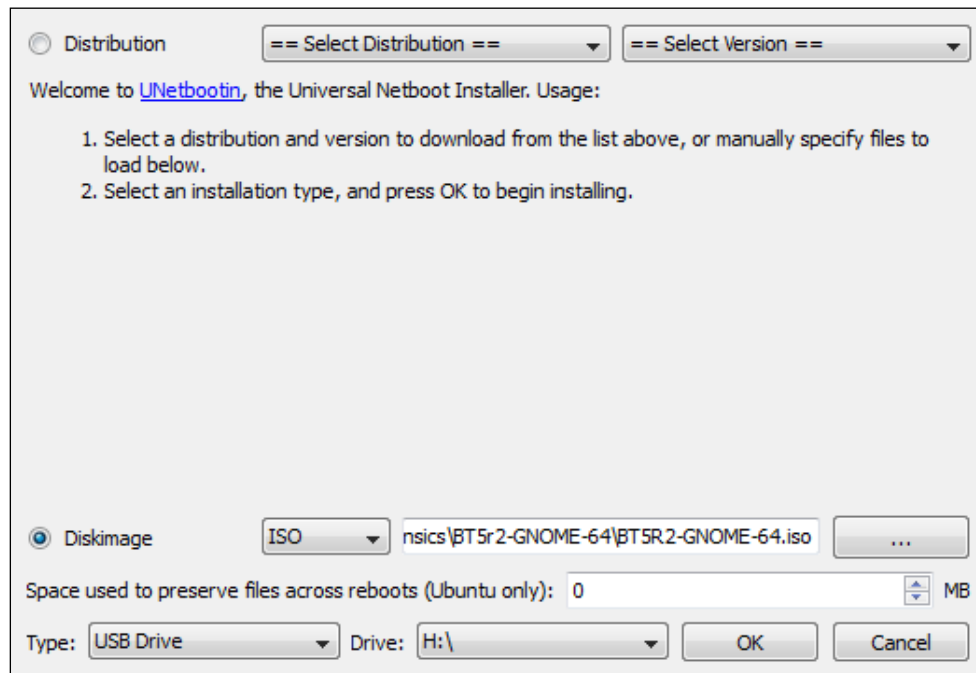 Distribution == Select Distribution == == Select Version ==
Welcome to UNetbootin, the Universal Netboot Installer. Usage:
1. Select a distribution and version to download from the list above, or manually specify files to
load below.
2. Select an installation type, and press OK to begin installing.
Diskimage ISO nsics\BT5r2-GNOME-64\BT5R2-GNOME-64.iso ...
Space used to preserve files across reboots (Ubuntu only): 0 MB
Type: USB Drive Drive: H:\ OK Cancel